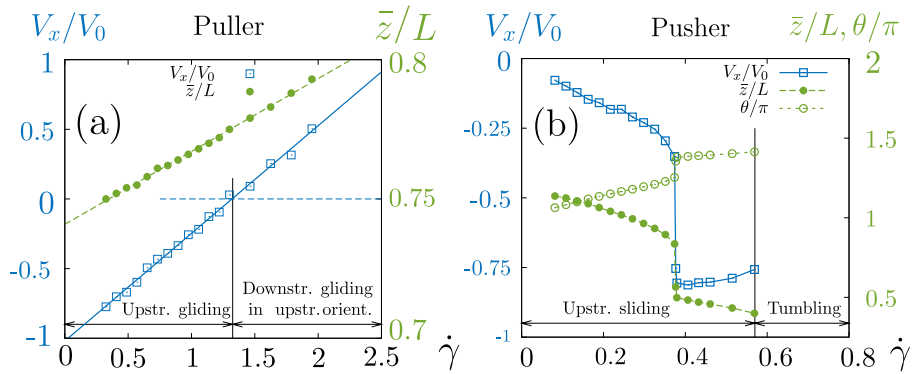 V_x/V_0 Puller z̄/L
1 0.8
V_x/V_0
z̄/L
(a)
0.5
0 0.75
-0.5
Upstr. gliding
Downstr. gliding
in upstr.orient.
-1 0.7
0 0.5 1 1.5 2 2.5 γ̇
V_x/V_0 Pusher z̄/L, θ/π
0 2
V_x/V_0
z̄/L
θ/π
(b)
-0.25 1.5
-0.5 1
-0.75 0.5
Upstr. sliding Tumbling
-1
0 0.2 0.4 0.6 0.8 γ̇